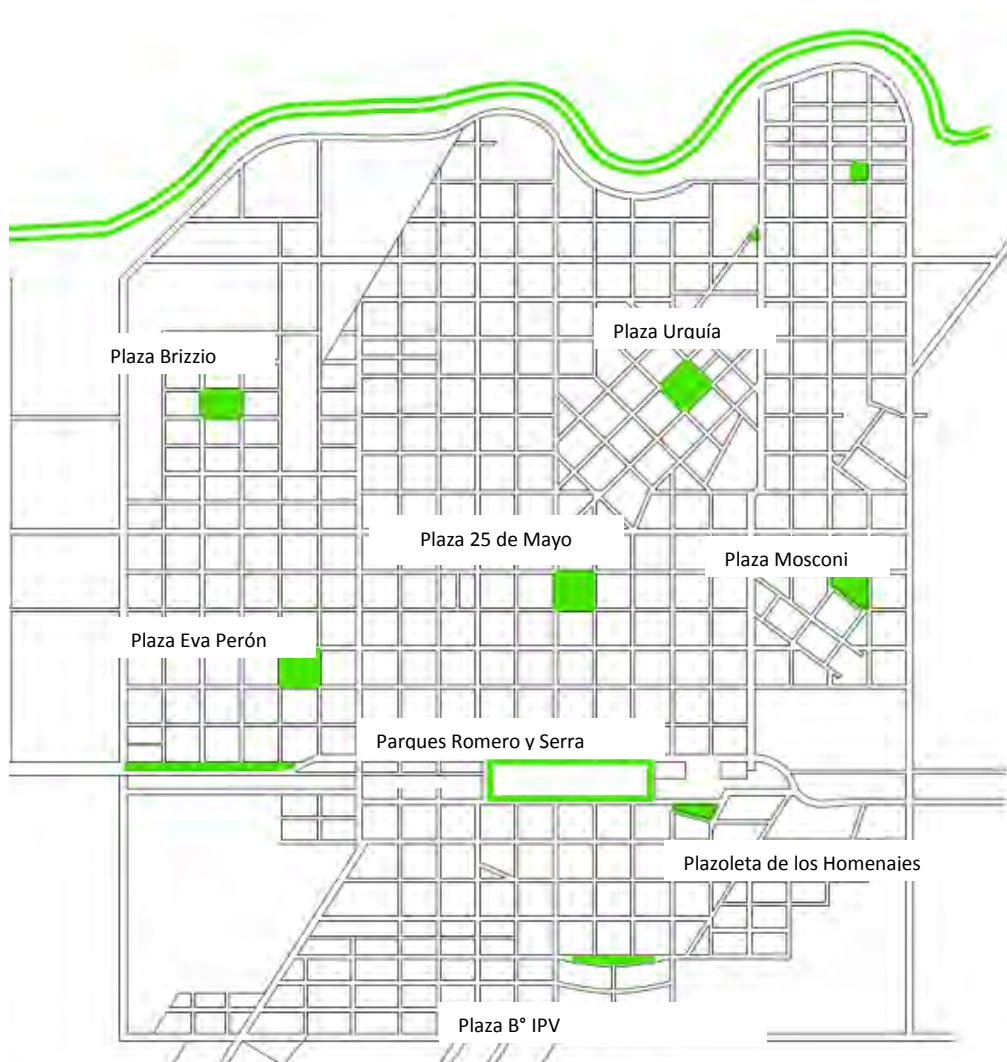 Plaza Urquía
Plaza Brizzio
Plaza 25 de Mayo
Plaza Mosconi
Plaza Eva Perón
Parques Romero y Serra
Plazoleta de los Homenajes
Plaza B° IPV